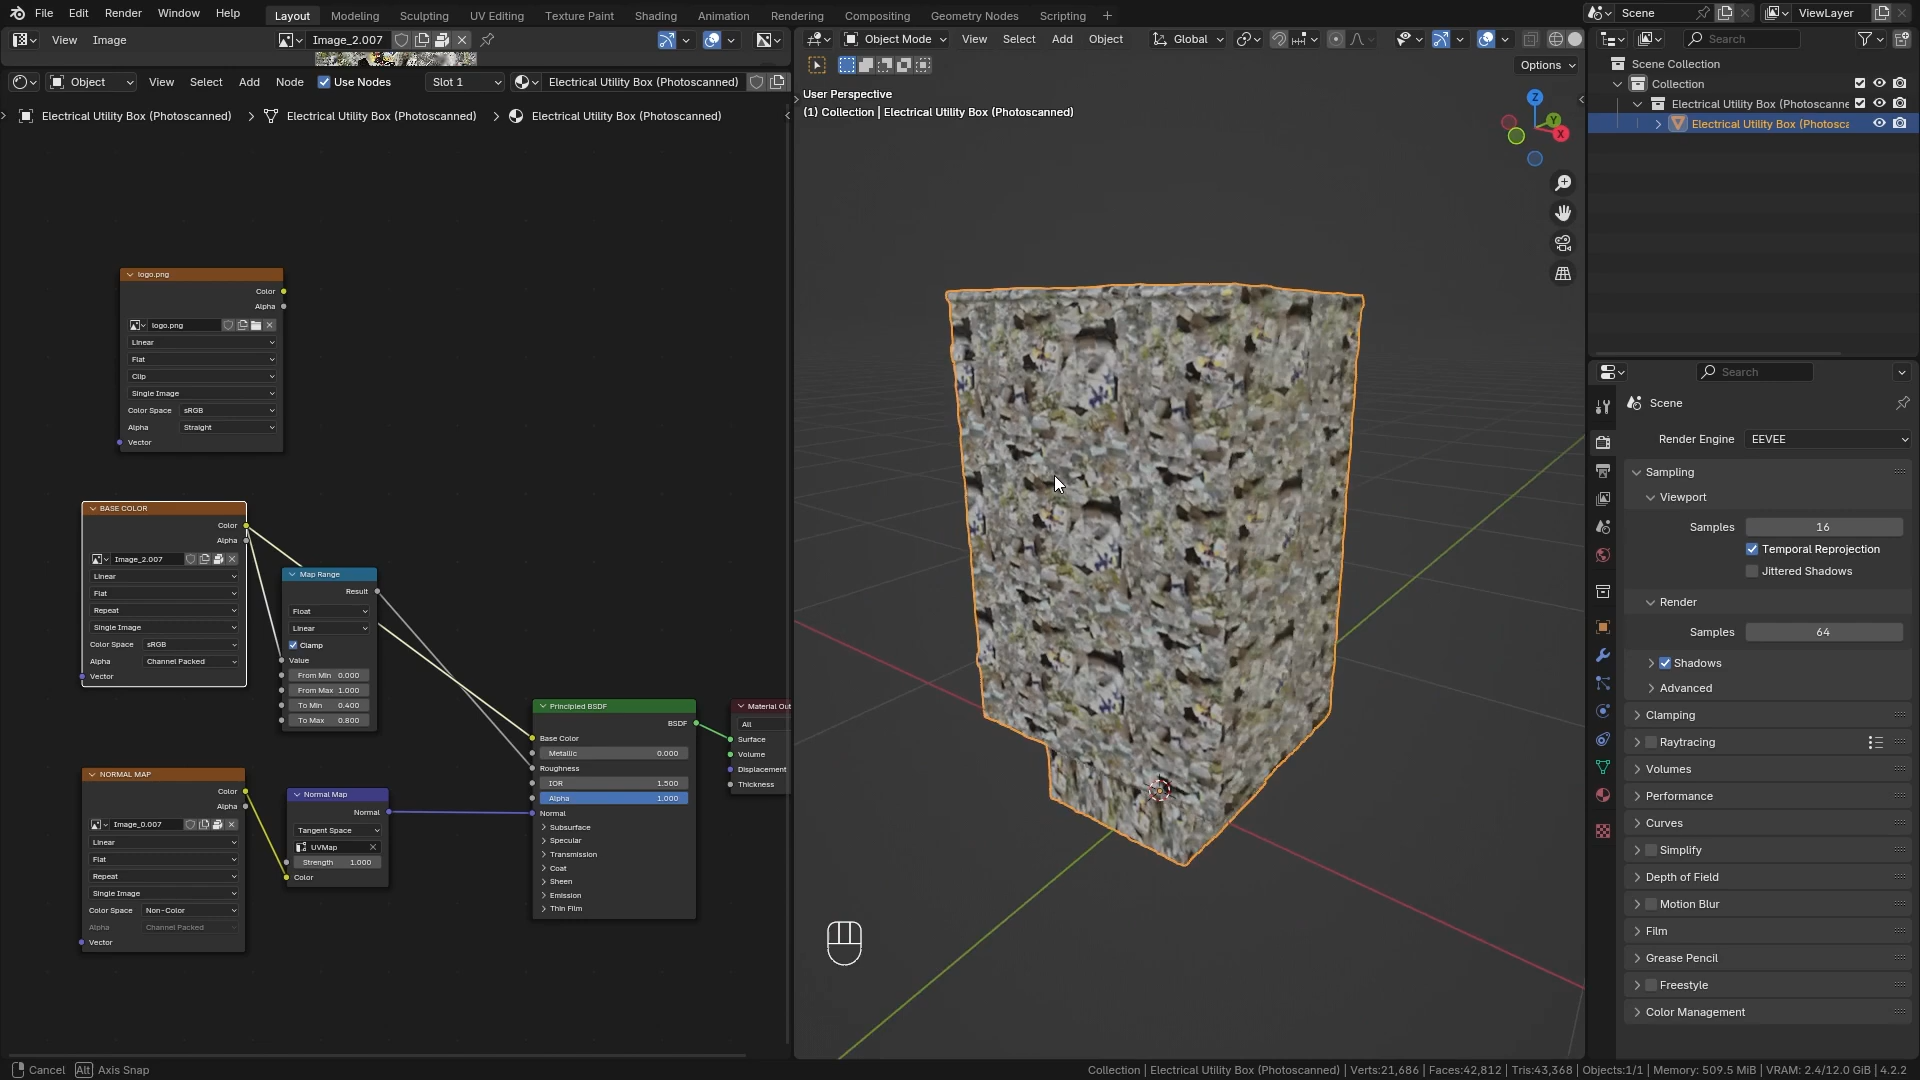 File Edit Render Window Help Layout Modeling Sculpting UV Editing Texture Paint Shading Animation Rendering Compositing Geometry Nodes Scripting + Scene ViewLayer
View Image Image_2.007 Object Mode View Select Add Object Global Search
Object View Select Add Node Use Nodes Slot 1 Electrical Utility Box (Photoscanned) Options
Electrical Utility Box (Photoscanned) Electrical Utility Box (Photoscanned) Electrical Utility Box (Photoscanned)
User Perspective
(1) Collection | Electrical Utility Box (Photoscanned)
Z
Y
X
Scene Collection
Collection
Electrical Utility Box (Photoscanne
Electrical Utility Box (Photosca
logo.png
Color
Alpha
logo.png
Linear
Flat
Clip
Single Image
Color Space sRGB
Alpha Straight
Vector
BASE COLOR
Color
Alpha
Image_2.007
Linear
Flat
Repeat
Single Image
Color Space sRGB
Alpha Channel Packed
Vector
Map Range
Result
Float
Linear
Clamp
Value
From Min 0.000
From Max 1.000
To Min 0.400
To Max 0.800
NORMAL MAP
Color
Alpha
Image_0.007
Linear
Flat
Repeat
Single Image
Color Space Non-Color
Alpha Channel Packed
Vector
Normal Map
Normal
Tangent Space
UVMap
Strength 1.000
Color
Principled BSDF
BSDF
Base Color
Metallic 0.000
Roughness
IOR 1.500
Alpha 1.000
Normal
Subsurface
Specular
Transmission
Coat
Sheen
Emission
Thin Film
Material Out
All
Surface
Volume
Displacement
Thickness
Search
Scene
Render Engine EEVEE
Sampling
Viewport
Samples 16
Temporal Reprojection
Jittered Shadows
Render
Samples 64
Shadows
Advanced
Clamping
Raytracing
Volumes
Performance
Curves
Simplify
Depth of Field
Motion Blur
Film
Grease Pencil
Freestyle
Color Management
Cancel Alt Axis Snap Collection | Electrical Utility Box (Photoscanned) | Verts:21,686 | Faces:42,812 | Tris:43,368 | Objects:1/1 | Memory: 509.5 MiB | VRAM: 2.4/12.0 GiB | 4.2.2